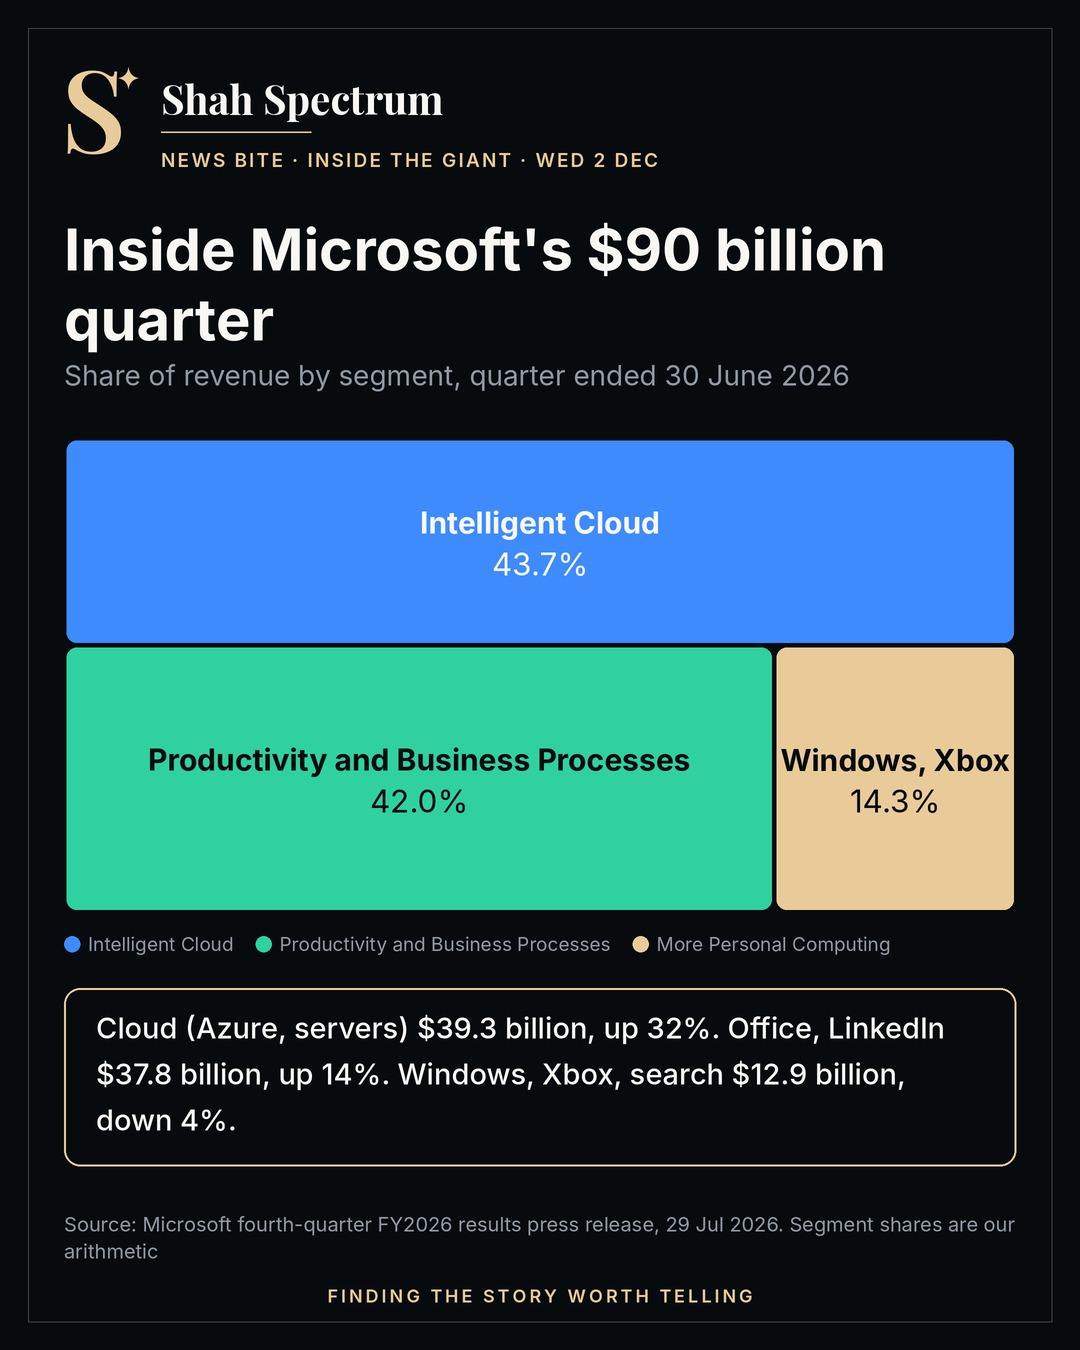 S
Shah Spectrum
NEWS BITE · INSIDE THE GIANT · WED 2 DEC
Inside Microsoft's $90 billion
quarter
Share of revenue by segment, quarter ended 30 June 2026
Intelligent Cloud
43.7%
Productivity and Business Processes
42.0%
Windows, Xbox
14.3%
Intelligent Cloud
Productivity and Business Processes
More Personal Computing
Cloud (Azure, servers) $39.3 billion, up 32%. Office, LinkedIn
$37.8 billion, up 14%. Windows, Xbox, search $12.9 billion,
down 4%.
Source: Microsoft fourth-quarter FY2026 results press release, 29 Jul 2026. Segment shares are our
arithmetic
FINDING THE STORY WORTH TELLING